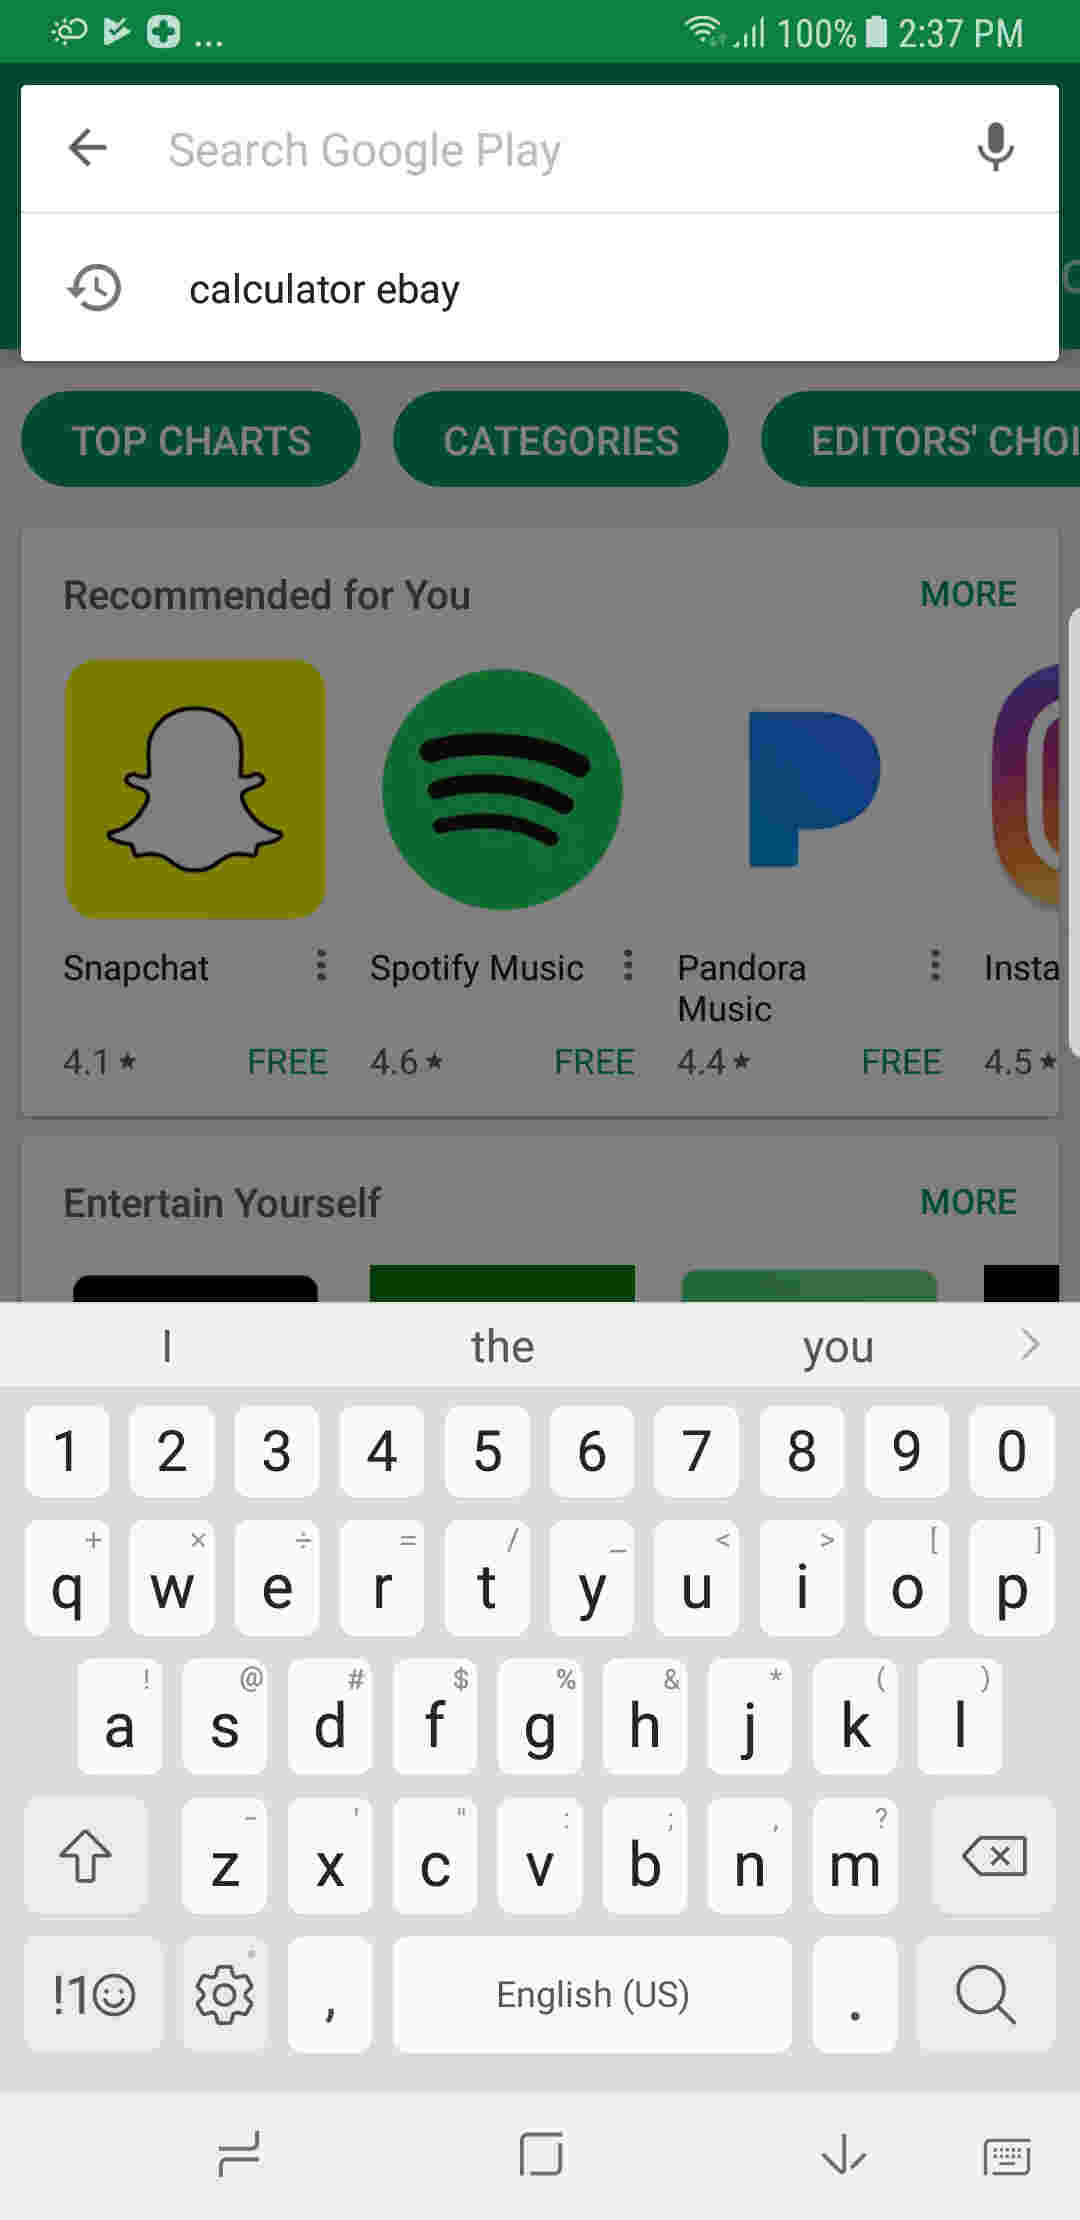 ... 100% 2:37 PM
Search Google Play
calculator ebay
TOP CHARTS CATEGORIES EDITORS' CHOI
Recommended for You MORE
Snapchat Spotify Music Pandora Insta
Music
4.1★ FREE 4.6★ FREE 4.4★ FREE 4.5★
Entertain Yourself MORE
I the you
1 2 3 4 5 6 7 8 9 0
+ × ÷ = / _ < > [ ]
q w e r t y u i o p
! @ # $ % & * ( )
a s d f g h j k l
- ' " : ; , ?
z x c v b n m
!1☺ , English (US) .